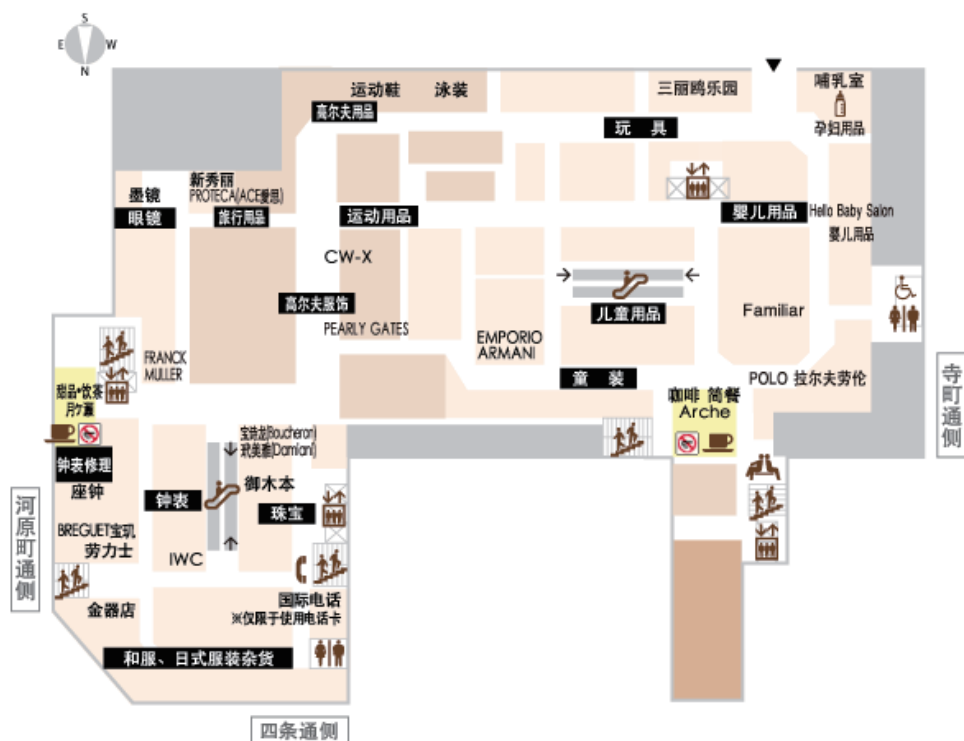 S
E W
N
运动鞋
泳装
高尔夫用品
三丽鸥乐园
玩 具
哺乳室
孕妇用品
新秀丽
PROTECA(ACE爱思)
旅行用品
墨镜
眼镜
运动用品
婴儿用品
Hello Baby Salon
婴儿用品
CW-X
高尔夫服饰
PEARLY GATES
儿童用品
Familiar
EMPORIO
ARMANI
FRANCK
MULLER
童 装
POLO 拉尔夫劳伦
寺町通侧
甜品•饮茶
月ケ瀬
咖啡 简餐
Arche
宝诗龙(Boucheron)
玳美雅(Damiani)
钟表修理
座钟
钟表
御木本
珠宝
河原町通侧
BREGUET宝玑
劳力士
IWC
金器店
国际电话
※仅限于使用电话卡
和服、日式服装杂货
四条通侧